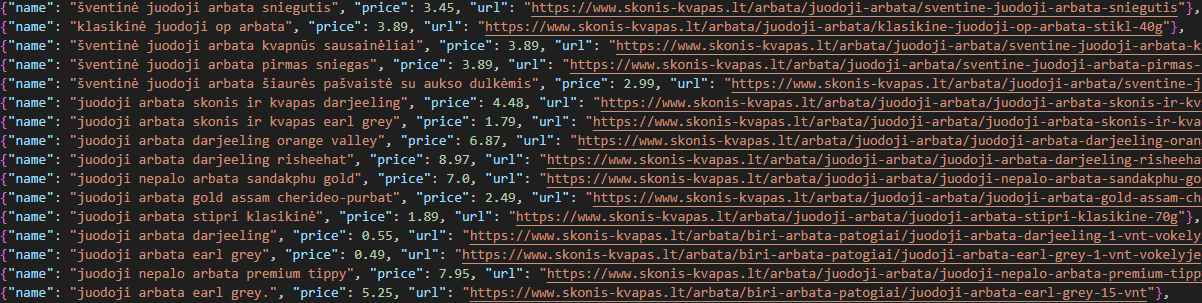 {"name": "šventinė juodoji arbata sniegutis", "price": 3.45, "url": "https://www.skonis-kvapas.lt/arbata/juodoji-arbata/sventine-juodoji-arbata-sniegutis"},
{"name": "klasikinė juodoji op arbata", "price": 3.89, "url": "https://www.skonis-kvapas.lt/arbata/juodoji-arbata/klasikine-juodoji-op-arbata-stikl-40g"},
{"name": "šventinė juodoji arbata kvapnūs sausainėliai", "price": 3.89, "url": "https://www.skonis-kvapas.lt/arbata/juodoji-arbata/sventine-juodoji-arbata-k
{"name": "šventinė juodoji arbata pirmas sniegas", "price": 3.89, "url": "https://www.skonis-kvapas.lt/arbata/juodoji-arbata/sventine-juodoji-arbata-pirmas-
{"name": "šventinė juodoji arbata šiaurės pašvaistė su aukso dulkėmis", "price": 2.99, "url": "https://www.skonis-kvapas.lt/arbata/juodoji-arbata/sventine-j
{"name": "juodoji arbata skonis ir kvapas darjeeling", "price": 4.48, "url": "https://www.skonis-kvapas.lt/arbata/juodoji-arbata/juodoji-arbata-skonis-ir-kv
{"name": "juodoji arbata skonis ir kvapas earl grey", "price": 1.79, "url": "https://www.skonis-kvapas.lt/arbata/juodoji-arbata/juodoji-arbata-skonis-ir-kva
{"name": "juodoji arbata darjeeling orange valley", "price": 6.87, "url": "https://www.skonis-kvapas.lt/arbata/juodoji-arbata/juodoji-arbata-darjeeling-oran
{"name": "juodoji arbata darjeeling risheehat", "price": 8.97, "url": "https://www.skonis-kvapas.lt/arbata/juodoji-arbata/juodoji-arbata-darjeeling-risheeha
{"name": "juodoji nepalo arbata sandakphu gold", "price": 7.0, "url": "https://www.skonis-kvapas.lt/arbata/juodoji-arbata/juodoji-nepalo-arbata-sandakphu-go
{"name": "juodoji arbata gold assam cherideo-purbat", "price": 2.49, "url": "https://www.skonis-kvapas.lt/arbata/juodoji-arbata/juodoji-arbata-gold-assam-ch
{"name": "juodoji arbata stipri klasikinė", "price": 1.89, "url": "https://www.skonis-kvapas.lt/arbata/juodoji-arbata/juodoji-arbata-stipri-klasikine-70g"},
{"name": "juodoji arbata darjeeling", "price": 0.55, "url": "https://www.skonis-kvapas.lt/arbata/biri-arbata-patogiai/juodoji-arbata-darjeeling-1-vnt-vokely
{"name": "juodoji arbata earl grey", "price": 0.49, "url": "https://www.skonis-kvapas.lt/arbata/biri-arbata-patogiai/juodoji-arbata-earl-grey-1-vnt-vokelyje
{"name": "juodoji nepalo arbata premium tippy", "price": 7.95, "url": "https://www.skonis-kvapas.lt/arbata/juodoji-arbata/juodoji-nepalo-arbata-premium-tipp
{"name": "juodoji arbata earl grey.", "price": 5.25, "url": "https://www.skonis-kvapas.lt/arbata/biri-arbata-patogiai/juodoji-arbata-earl-grey-15-vnt"},